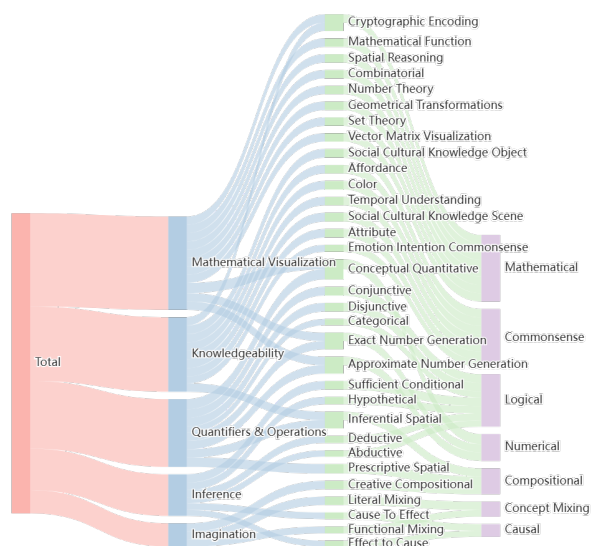 Total
Mathematical Visualization
Knowledgeability
Quantifiers & Operations
Inference
Imagination
Cryptographic Encoding
Mathematical Function
Spatial Reasoning
Combinatorial
Number Theory
Geometrical Transformations
Set Theory
Vector Matrix Visualization
Social Cultural Knowledge Object
Affordance
Color
Temporal Understanding
Social Cultural Knowledge Scene
Attribute
Emotion Intention Commonsense
Conceptual Quantitative
Conjunctive
Disjunctive
Categorical
Exact Number Generation
Approximate Number Generation
Sufficient Conditional
Hypothetical
Inferential Spatial
Deductive
Abductive
Prescriptive Spatial
Creative Compositional
Literal Mixing
Cause To Effect
Functional Mixing
Effect to Cause
Mathematical
Commonsense
Logical
Numerical
Compositional
Concept Mixing
Causal